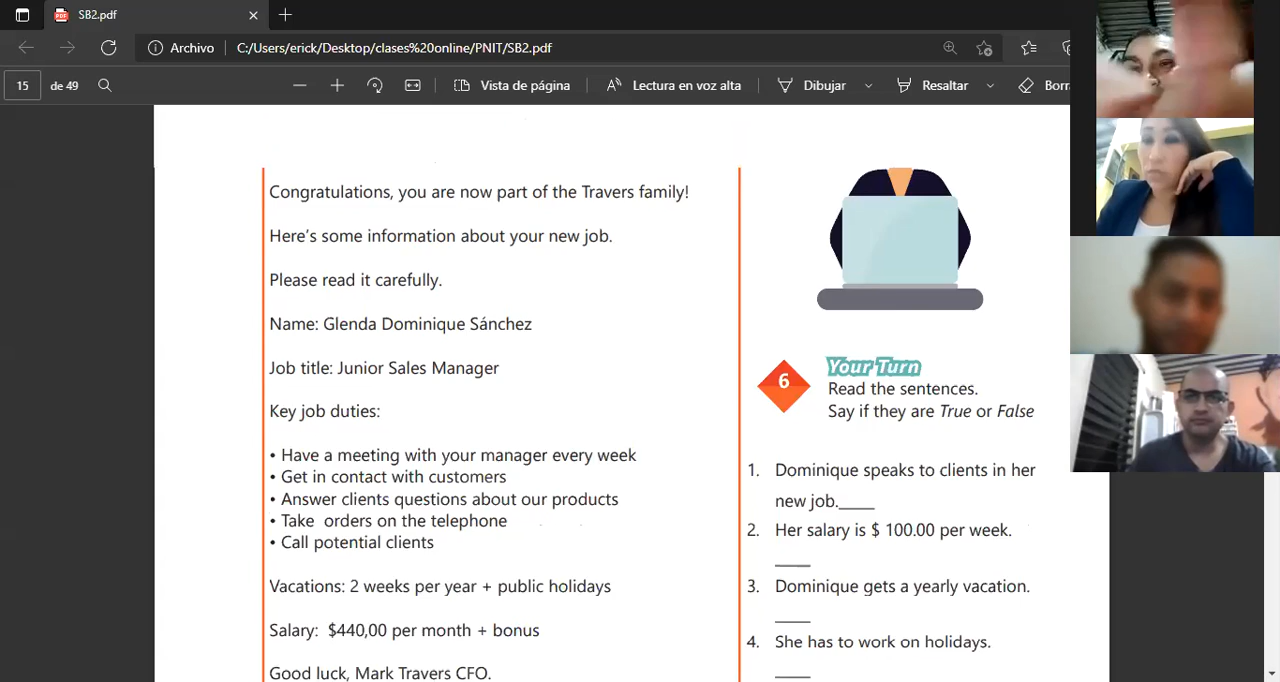 SB2.pdf
Archivo
C:/Users/erick/Desktop/clases%20online/PNIT/SB2.pdf
15
de 49
Vista de página
Lectura en voz alta
Dibujar
Resaltar
Congratulations, you are now part of the Travers family!
Here's some information about your new job.
Please read it carefully.
Name: Glenda Dominique Sánchez
Job title: Junior Sales Manager
Key job duties:
• Have a meeting with your manager every week
• Get in contact with customers
• Answer clients questions about our products
• Take orders on the telephone
• Call potential clients
Vacations: 2 weeks per year + public holidays
Salary: $440,00 per month + bonus
Good luck, Mark Travers CFO.
6
Your Turn
Read the sentences.
Say if they are True or False
1. Dominique speaks to clients in her
new job.____
2. Her salary is $ 100.00 per week.
____
3. Dominique gets a yearly vacation.
____
4. She has to work on holidays.
____